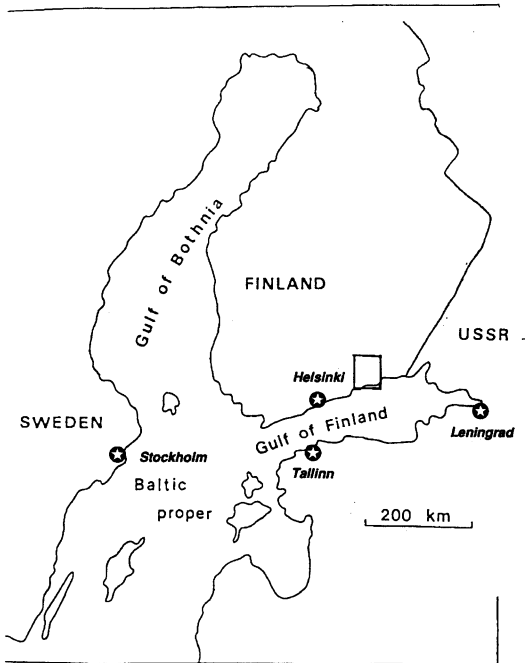 Gulf of Bothnia
FINLAND
USSR
Helsinki
SWEDEN
Gulf of Finland
Leningrad
Stockholm
Tallinn
Baltic
proper
200 km